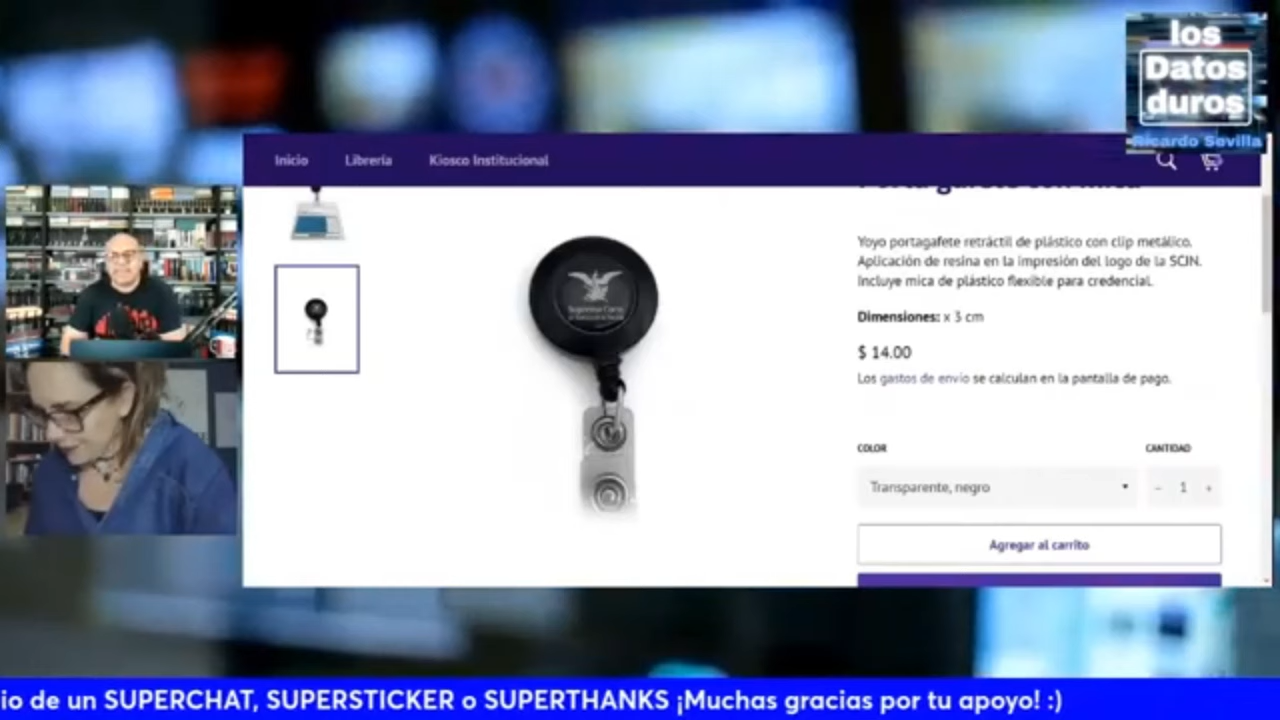 los
Datos
duros
Ricardo Sevilla
Inicio Librería Kiosco Institucional
Yoyo portagafete retráctil de plástico con clip metálico.
Aplicación de resina en la impresión del logo de la SCJN.
Incluye mica de plástico flexible para credencial.
Dimensiones: x 3 cm
$ 14.00
Los gastos de envío se calculan en la pantalla de pago.
COLOR CANTIDAD
Transparente, negro - 1 +
Agregar al carrito
Suprema Corte
io de un SUPERCHAT, SUPERSTICKER o SUPERTHANKS ¡Muchas gracias por tu apoyo! :)